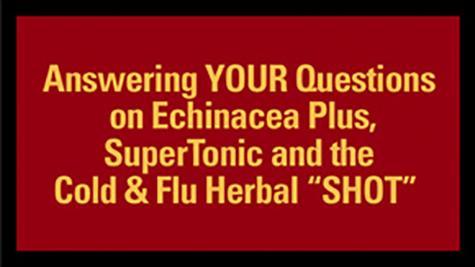 Answering YOUR Questions
on Echinacea Plus,
SuperTonic and the
Cold & Flu Herbal “SHOT”